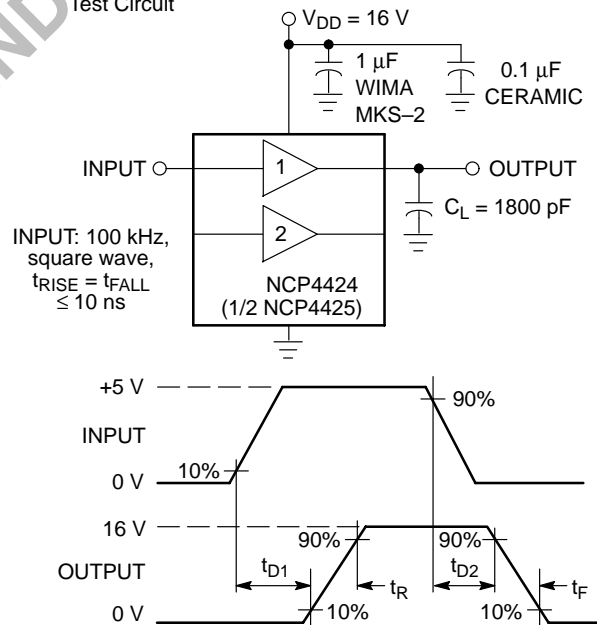 Test Circuit
ND
V_DD = 16 V
1 μF
WIMA
MKS–2
0.1 μF
CERAMIC
INPUT
1
OUTPUT
C_L = 1800 pF
2
INPUT: 100 kHz,
square wave,
t_RISE = t_FALL
≤ 10 ns
NCP4424
(1/2 NCP4425)
+5 V
90%
INPUT
10%
0 V
16 V
90%
90%
OUTPUT
t_D1
t_R
t_D2
t_F
0 V
10%
10%